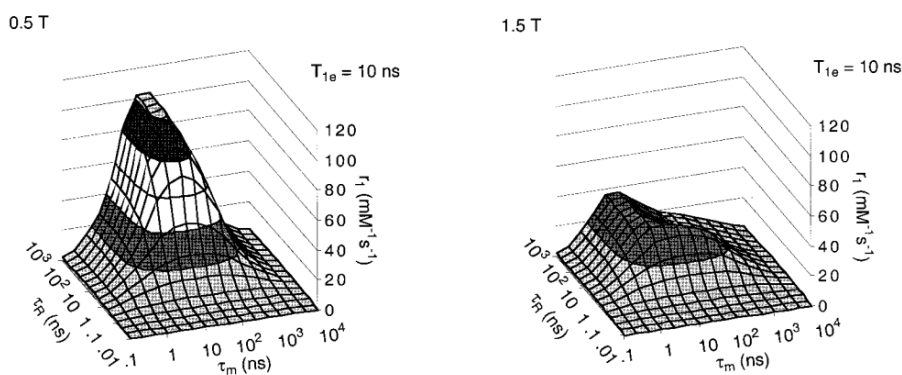 0.5 T
T1e = 10 ns
120
100
80
60
40
20
0
r1 (mM-1s-1)
10³ 10² 10 1 .1 .01
τR (ns)
.1 1 10 10² 10³ 10⁴
τm (ns)
1.5 T
T1e = 10 ns
120
100
80
60
40
20
0
r1 (mM-1s-1)
10³ 10² 10 1 .1 .01
τR (ns)
.1 1 10 10² 10³ 10⁴
τm (ns)